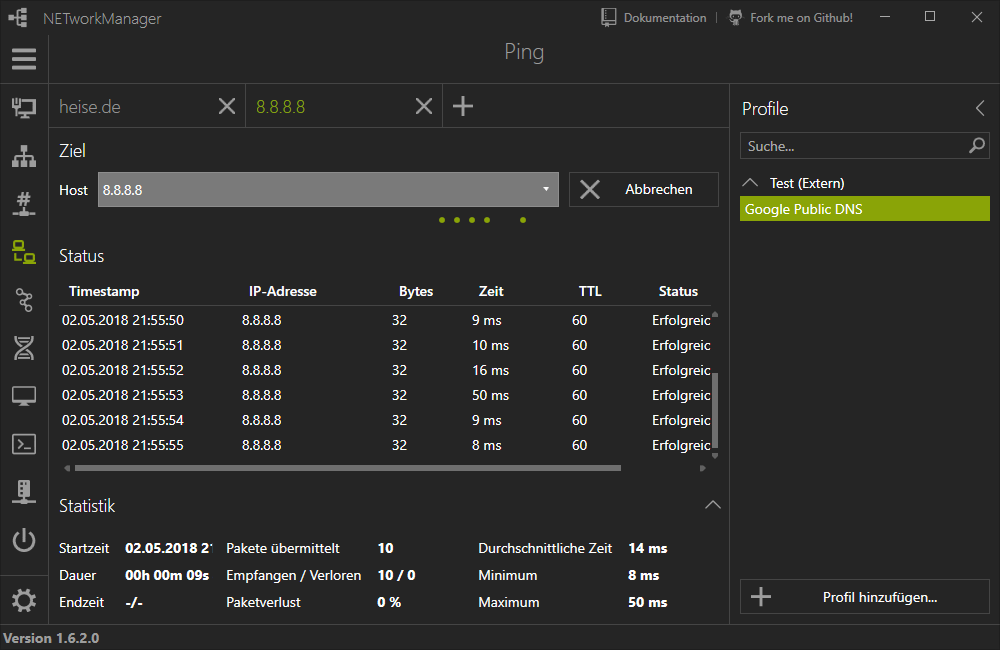 NETworkManager
Dokumentation
Fork me on Github!
Ping
heise.de
8.8.8.8
Profile
Suche...
Test (Extern)
Google Public DNS
Ziel
Host 8.8.8.8 Abbrechen
Status
Timestamp IP-Adresse Bytes Zeit TTL Status
02.05.2018 21:55:50 8.8.8.8 32 9 ms 60 Erfolgreic
02.05.2018 21:55:51 8.8.8.8 32 10 ms 60 Erfolgreic
02.05.2018 21:55:52 8.8.8.8 32 16 ms 60 Erfolgreic
02.05.2018 21:55:53 8.8.8.8 32 50 ms 60 Erfolgreic
02.05.2018 21:55:54 8.8.8.8 32 9 ms 60 Erfolgreic
02.05.2018 21:55:55 8.8.8.8 32 8 ms 60 Erfolgreic
Statistik
Startzeit 02.05.2018 21 Pakete übermittelt 10 Durchschnittliche Zeit 14 ms
Dauer 00h 00m 09s Empfangen / Verloren 10 / 0 Minimum 8 ms
Endzeit -/- Paketverlust 0 % Maximum 50 ms
Profil hinzufügen...
Version 1.6.2.0